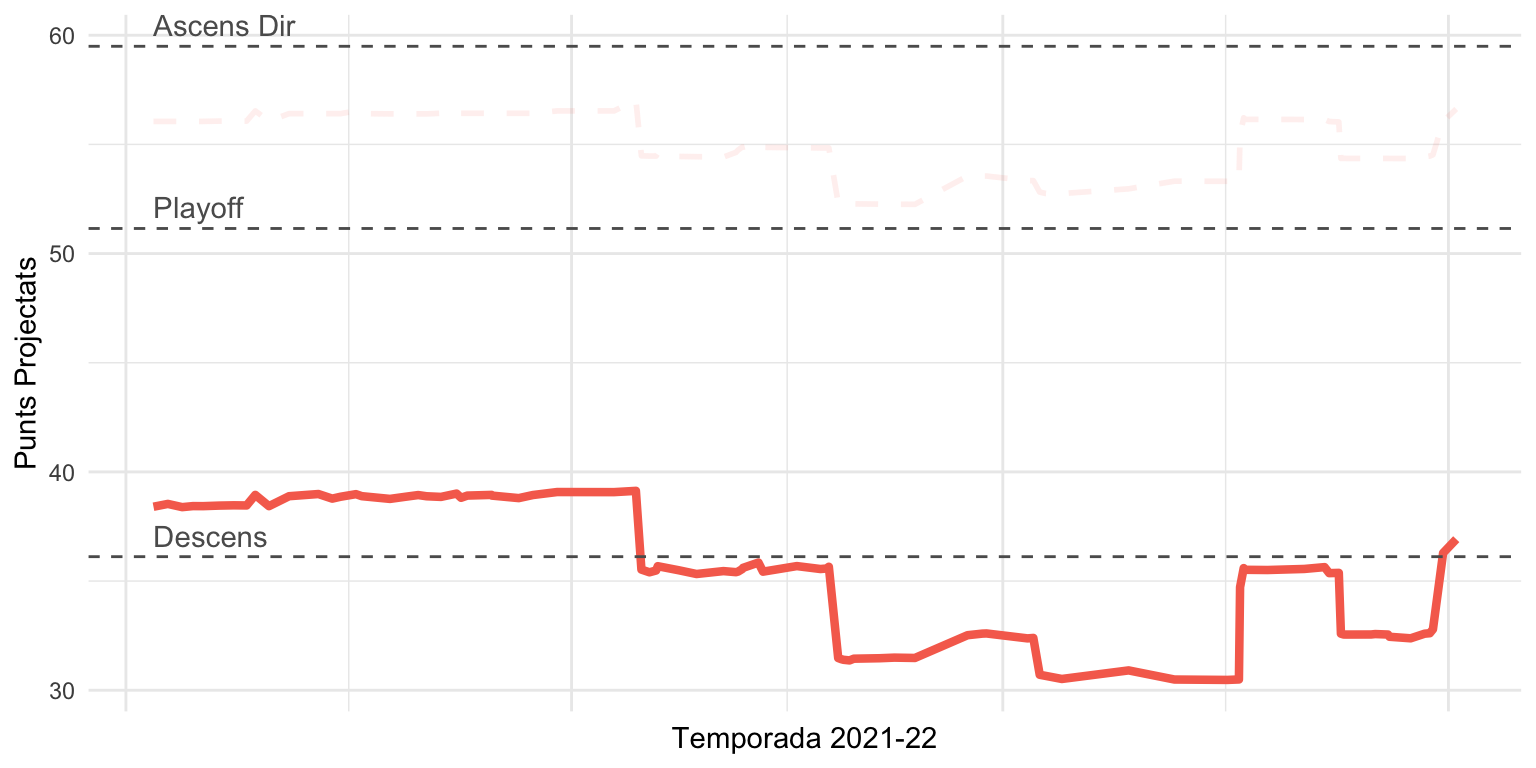 Ascens Dir
60
Playoff
50
Punts Projectats
40
Descens
30
Temporada 2021-22